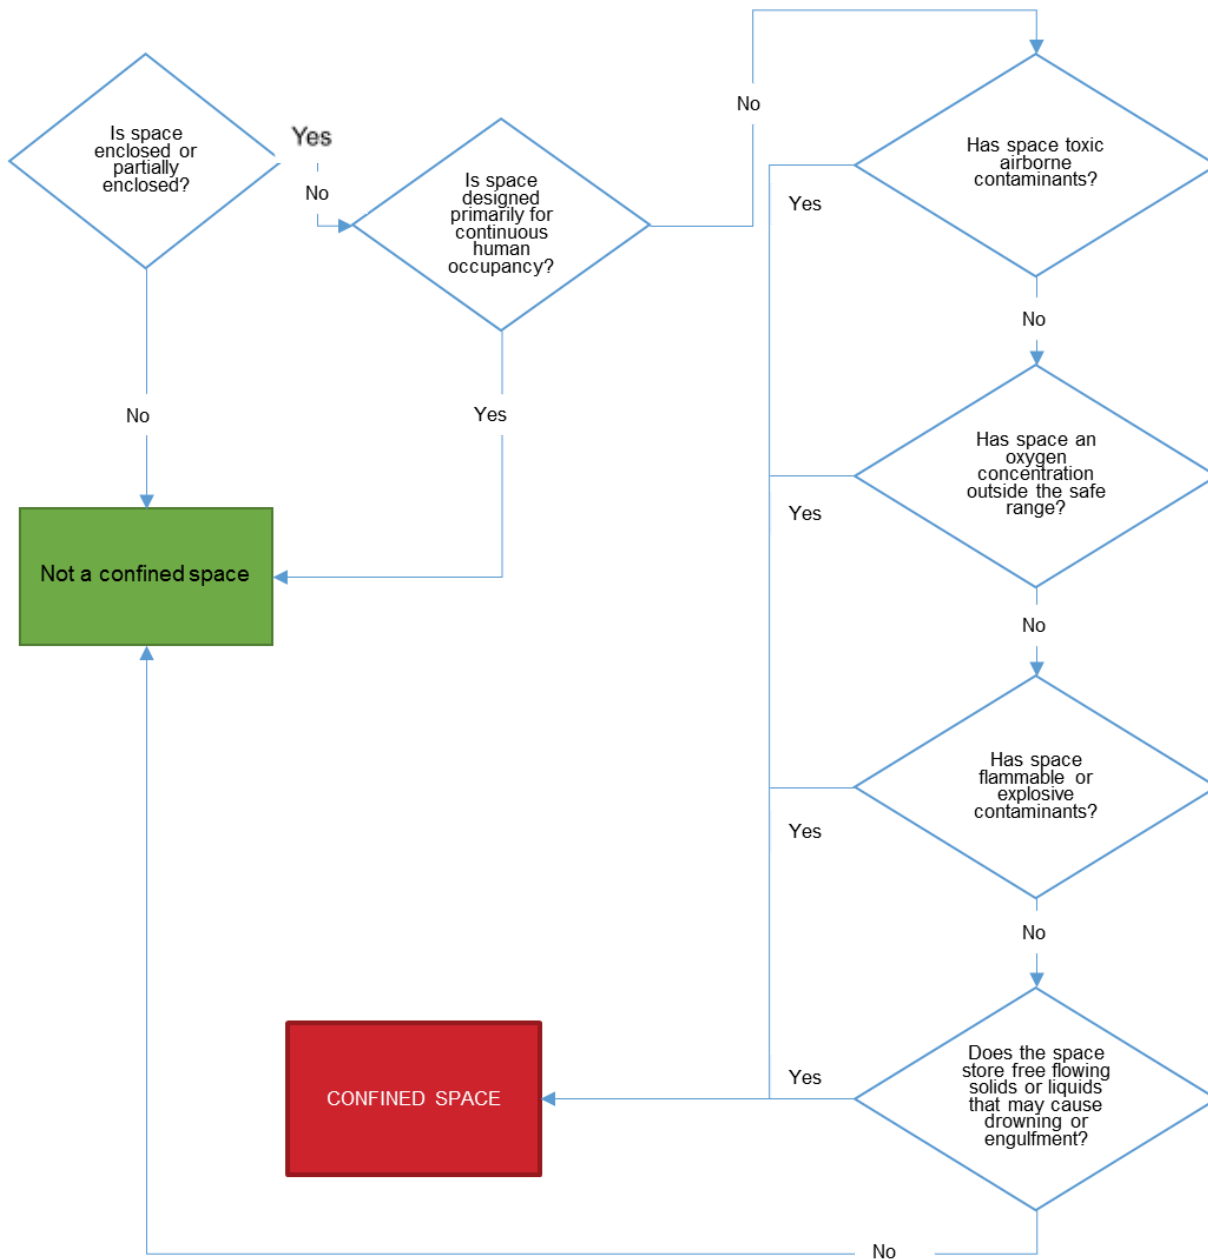 Is space
enclosed or
partially
enclosed?
Yes
No
Is space
designed
primarily for
continuous
human
occupancy?
No
Has space toxic
airborne
contaminants?
Yes
No
Has space an
oxygen
concentration
outside the safe
range?
Yes
No
Has space
flammable or
explosive
contaminants?
Yes
No
Does the space
store free flowing
solids or liquids
that may cause
drowning or
engulfment?
Yes
No
No
Yes
Not a confined space
CONFINED SPACE